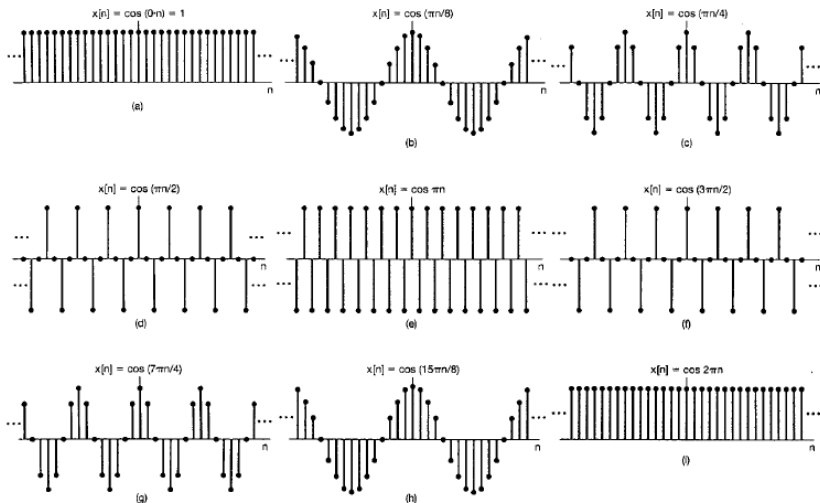 x[n] = cos (0·n) = 1
x[n] = cos (πn/8)
x[n] = cos (πn/4)
n
n
n
(a)
(b)
(c)
x[n] = cos (πn/2)
x[n] = cos πn
x[n] = cos (3πn/2)
n
n
n
(d)
(e)
(f)
x[n] = cos (7πn/4)
x[n] = cos (15πn/8)
x[n] = cos 2πn
n
n
n
(g)
(h)
(i)